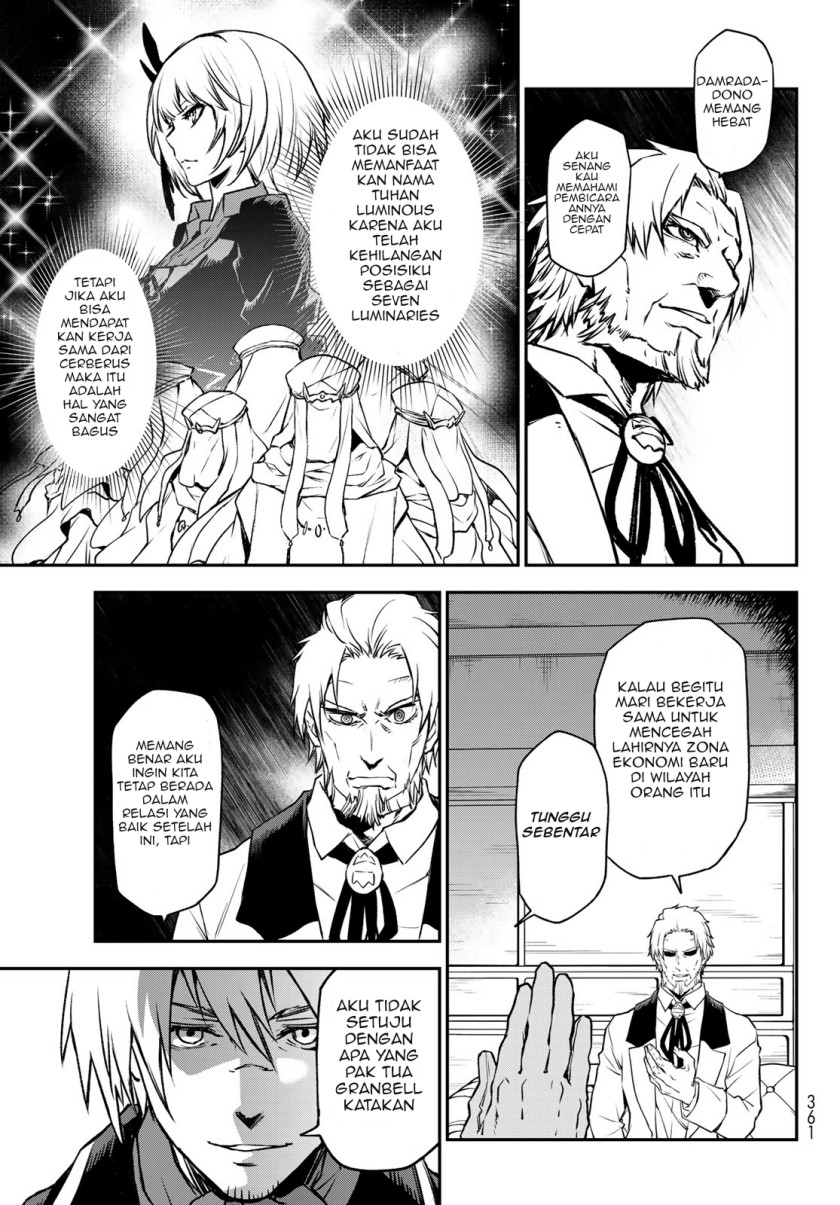 DAMRADA-
DONO
MEMANG
HEBAT
AKU
SENANG
KAU
MEMAHAMI
PEMBICARA
ANNYA
DENGAN
CEPAT
AKU SUDAH
TIDAK BISA
MEMANFAAT
KAN NAMA
TUHAN
LUMINOUS
KARENA AKU
TELAH
KEHILANGAN
POSISIKU
SEBAGAI
SEVEN
LUMINARIES
TETAPI
JIKA AKU
BISA
MENDAPAT
KAN KERJA
SAMA DARI
CERBERUS
MAKA ITU
ADALAH
HAL YANG
SANGAT
BAGUS
KALAU BEGITU
MARI BEKERJA
SAMA UNTUK
MENCEGAH
LAHIRNYA ZONA
EKONOMI BARU
DI WILAYAH
ORANG ITU
TUNGGU
SEBENTAR
MEMANG
BENAR AKU
INGIN KITA
TETAP BERADA
DALAM
RELASI YANG
BAIK SETELAH
INI, TAPI
AKU TIDAK
SETUJU
DENGAN
APA YANG
PAK TUA
GRANBELL
KATAKAN
361